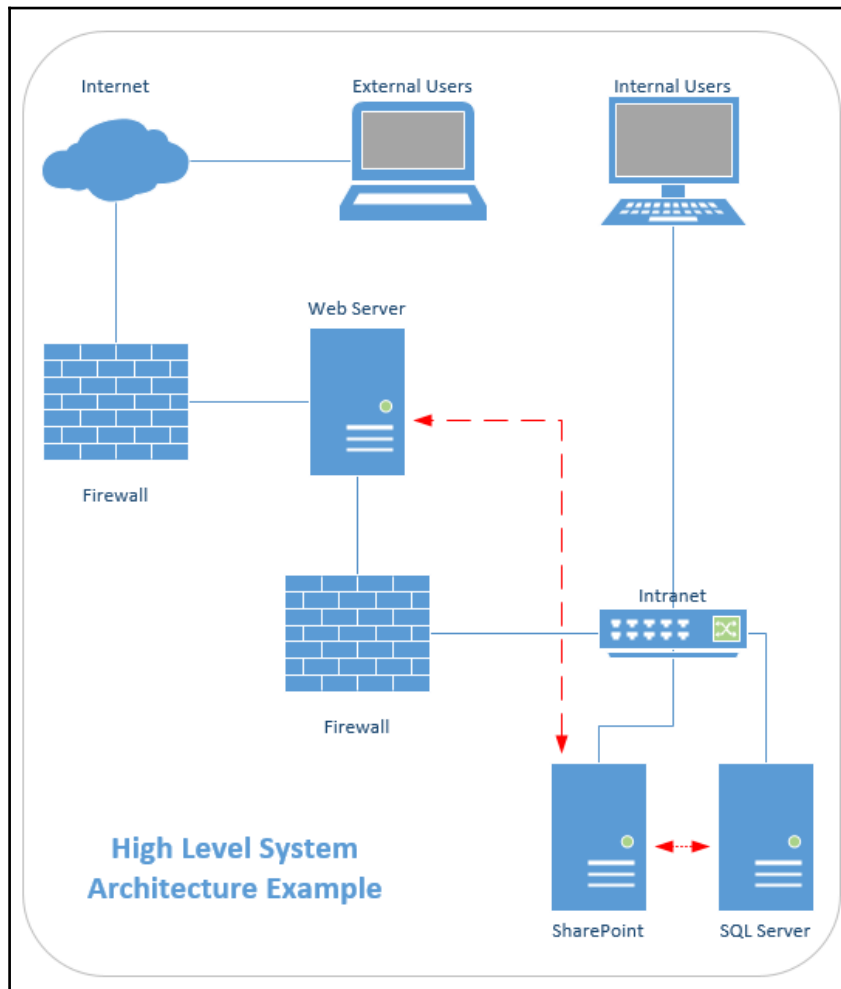 Internet
External Users
Internal Users
Web Server
Firewall
Intranet
Firewall
High Level System
Architecture Example
SharePoint
SQL Server